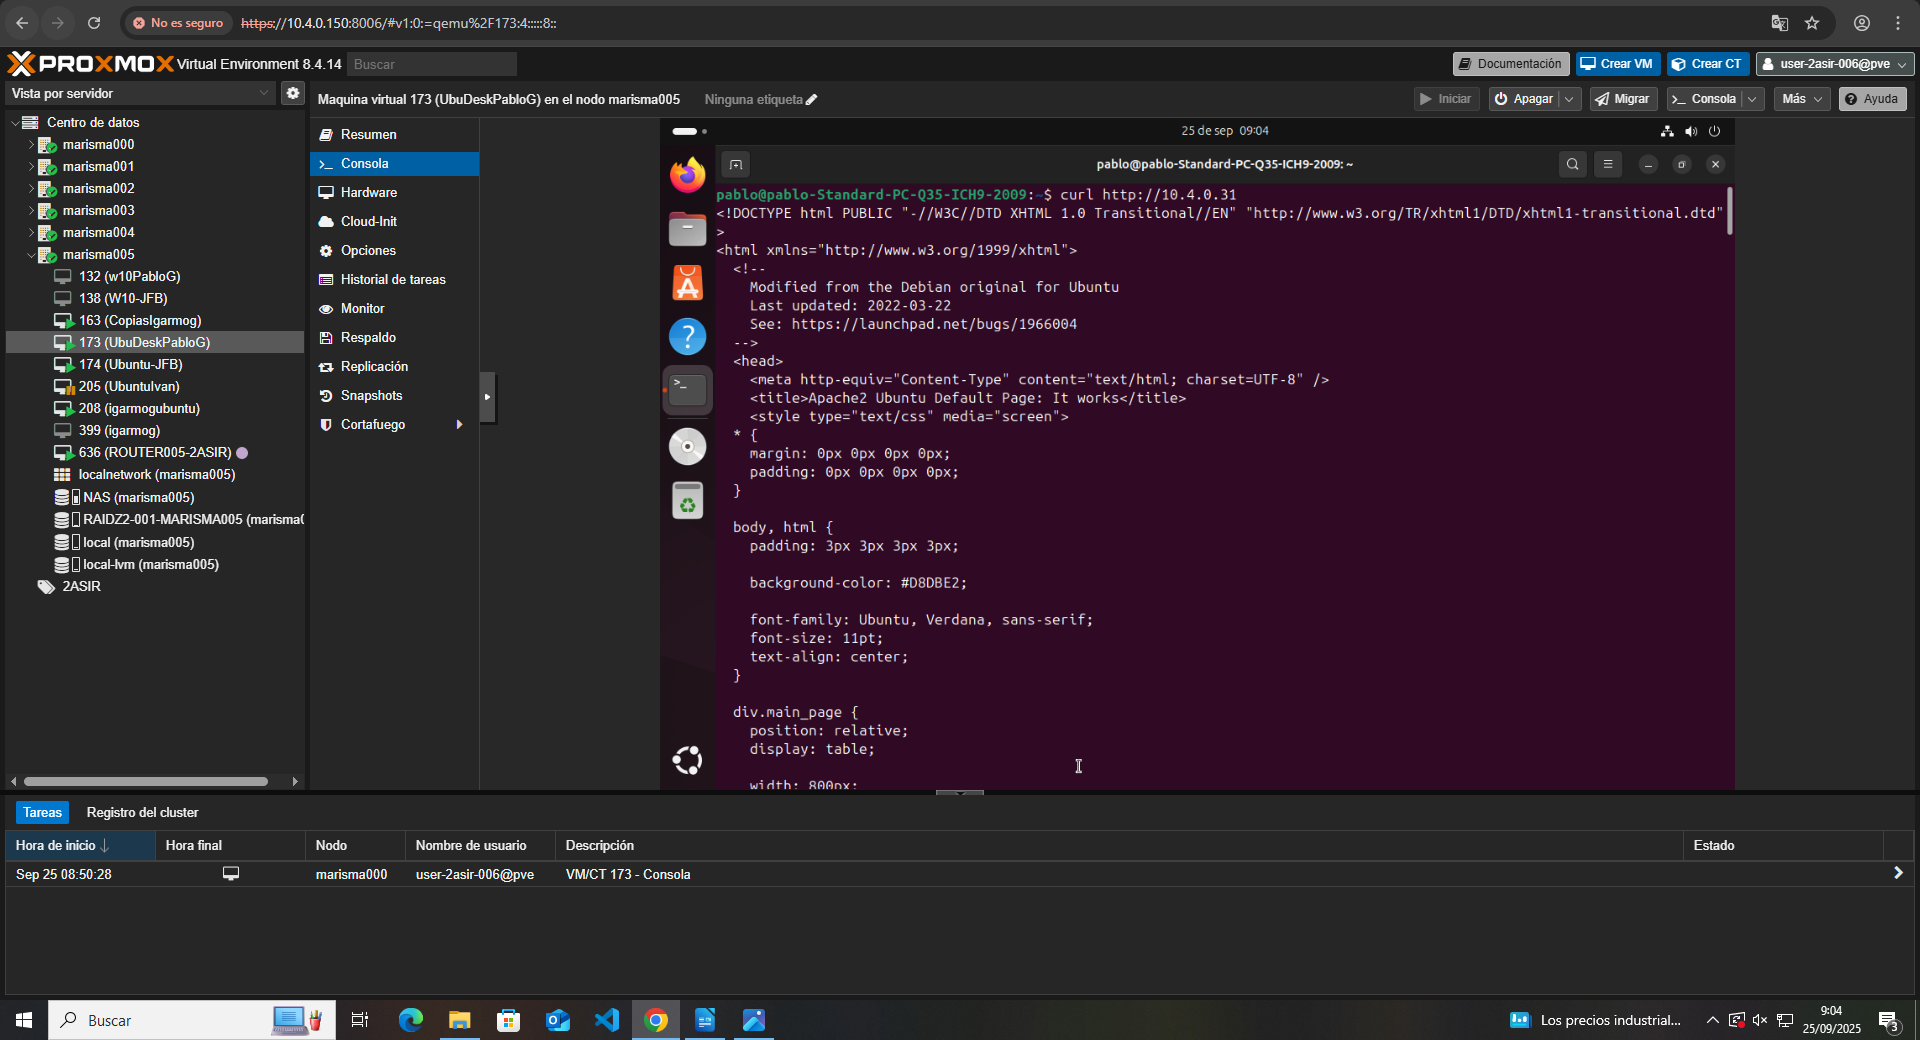 No es seguro
https://10.4.0.150:8006/#v1:0:=qemu%2F173:4:::::8::
PROXMOX Virtual Environment 8.4.14
Buscar
Documentación
Crear VM
Crear CT
user-2asir-006@pve
Vista por servidor
Maquina virtual 173 (UbuDeskPabloG) en el nodo marisma005
Ninguna etiqueta
Iniciar
Apagar
Migrar
Consola
Más
Ayuda
Centro de datos
marisma000
marisma001
marisma002
marisma003
marisma004
marisma005
132 (w10PabloG)
138 (W10-JFB)
163 (CopiasIgarmog)
173 (UbuDeskPabloG)
174 (Ubuntu-JFB)
205 (UbuntuIvan)
208 (igarmogubuntu)
399 (igarmog)
636 (ROUTER005-2ASIR)
localnetwork (marisma005)
NAS (marisma005)
RAIDZ2-001-MARISMA005 (marisma0
local (marisma005)
local-lvm (marisma005)
2ASIR
Resumen
Consola
Hardware
Cloud-Init
Opciones
Historial de tareas
Monitor
Respaldo
Replicación
Snapshots
Cortafuego
25 de sep 09:04
pablo@pablo-Standard-PC-Q35-ICH9-2009: ~
pablo@pablo-Standard-PC-Q35-ICH9-2009:~$ curl http://10.4.0.31
<!DOCTYPE html PUBLIC "-//W3C//DTD XHTML 1.0 Transitional//EN" "http://www.w3.org/TR/xhtml1/DTD/xhtml1-transitional.dtd"
>
<html xmlns="http://www.w3.org/1999/xhtml">
<!--
Modified from the Debian original for Ubuntu
Last updated: 2022-03-22
See: https://launchpad.net/bugs/1966004
-->
<head>
<meta http-equiv="Content-Type" content="text/html; charset=UTF-8" />
<title>Apache2 Ubuntu Default Page: It works</title>
<style type="text/css" media="screen">
* {
margin: 0px 0px 0px 0px;
padding: 0px 0px 0px 0px;
}
body, html {
padding: 3px 3px 3px 3px;
background-color: #D8DBE2;
font-family: Ubuntu, Verdana, sans-serif;
font-size: 11pt;
text-align: center;
}
div.main_page {
position: relative;
display: table;
width: 800px;
Tareas
Registro del cluster
Hora de inicio
Hora final
Nodo
Nombre de usuario
Descripción
Estado
Sep 25 08:50:28
marisma000
user-2asir-006@pve
VM/CT 173 - Consola
Buscar
Los precios industrial...
9:04
25/09/2025
3